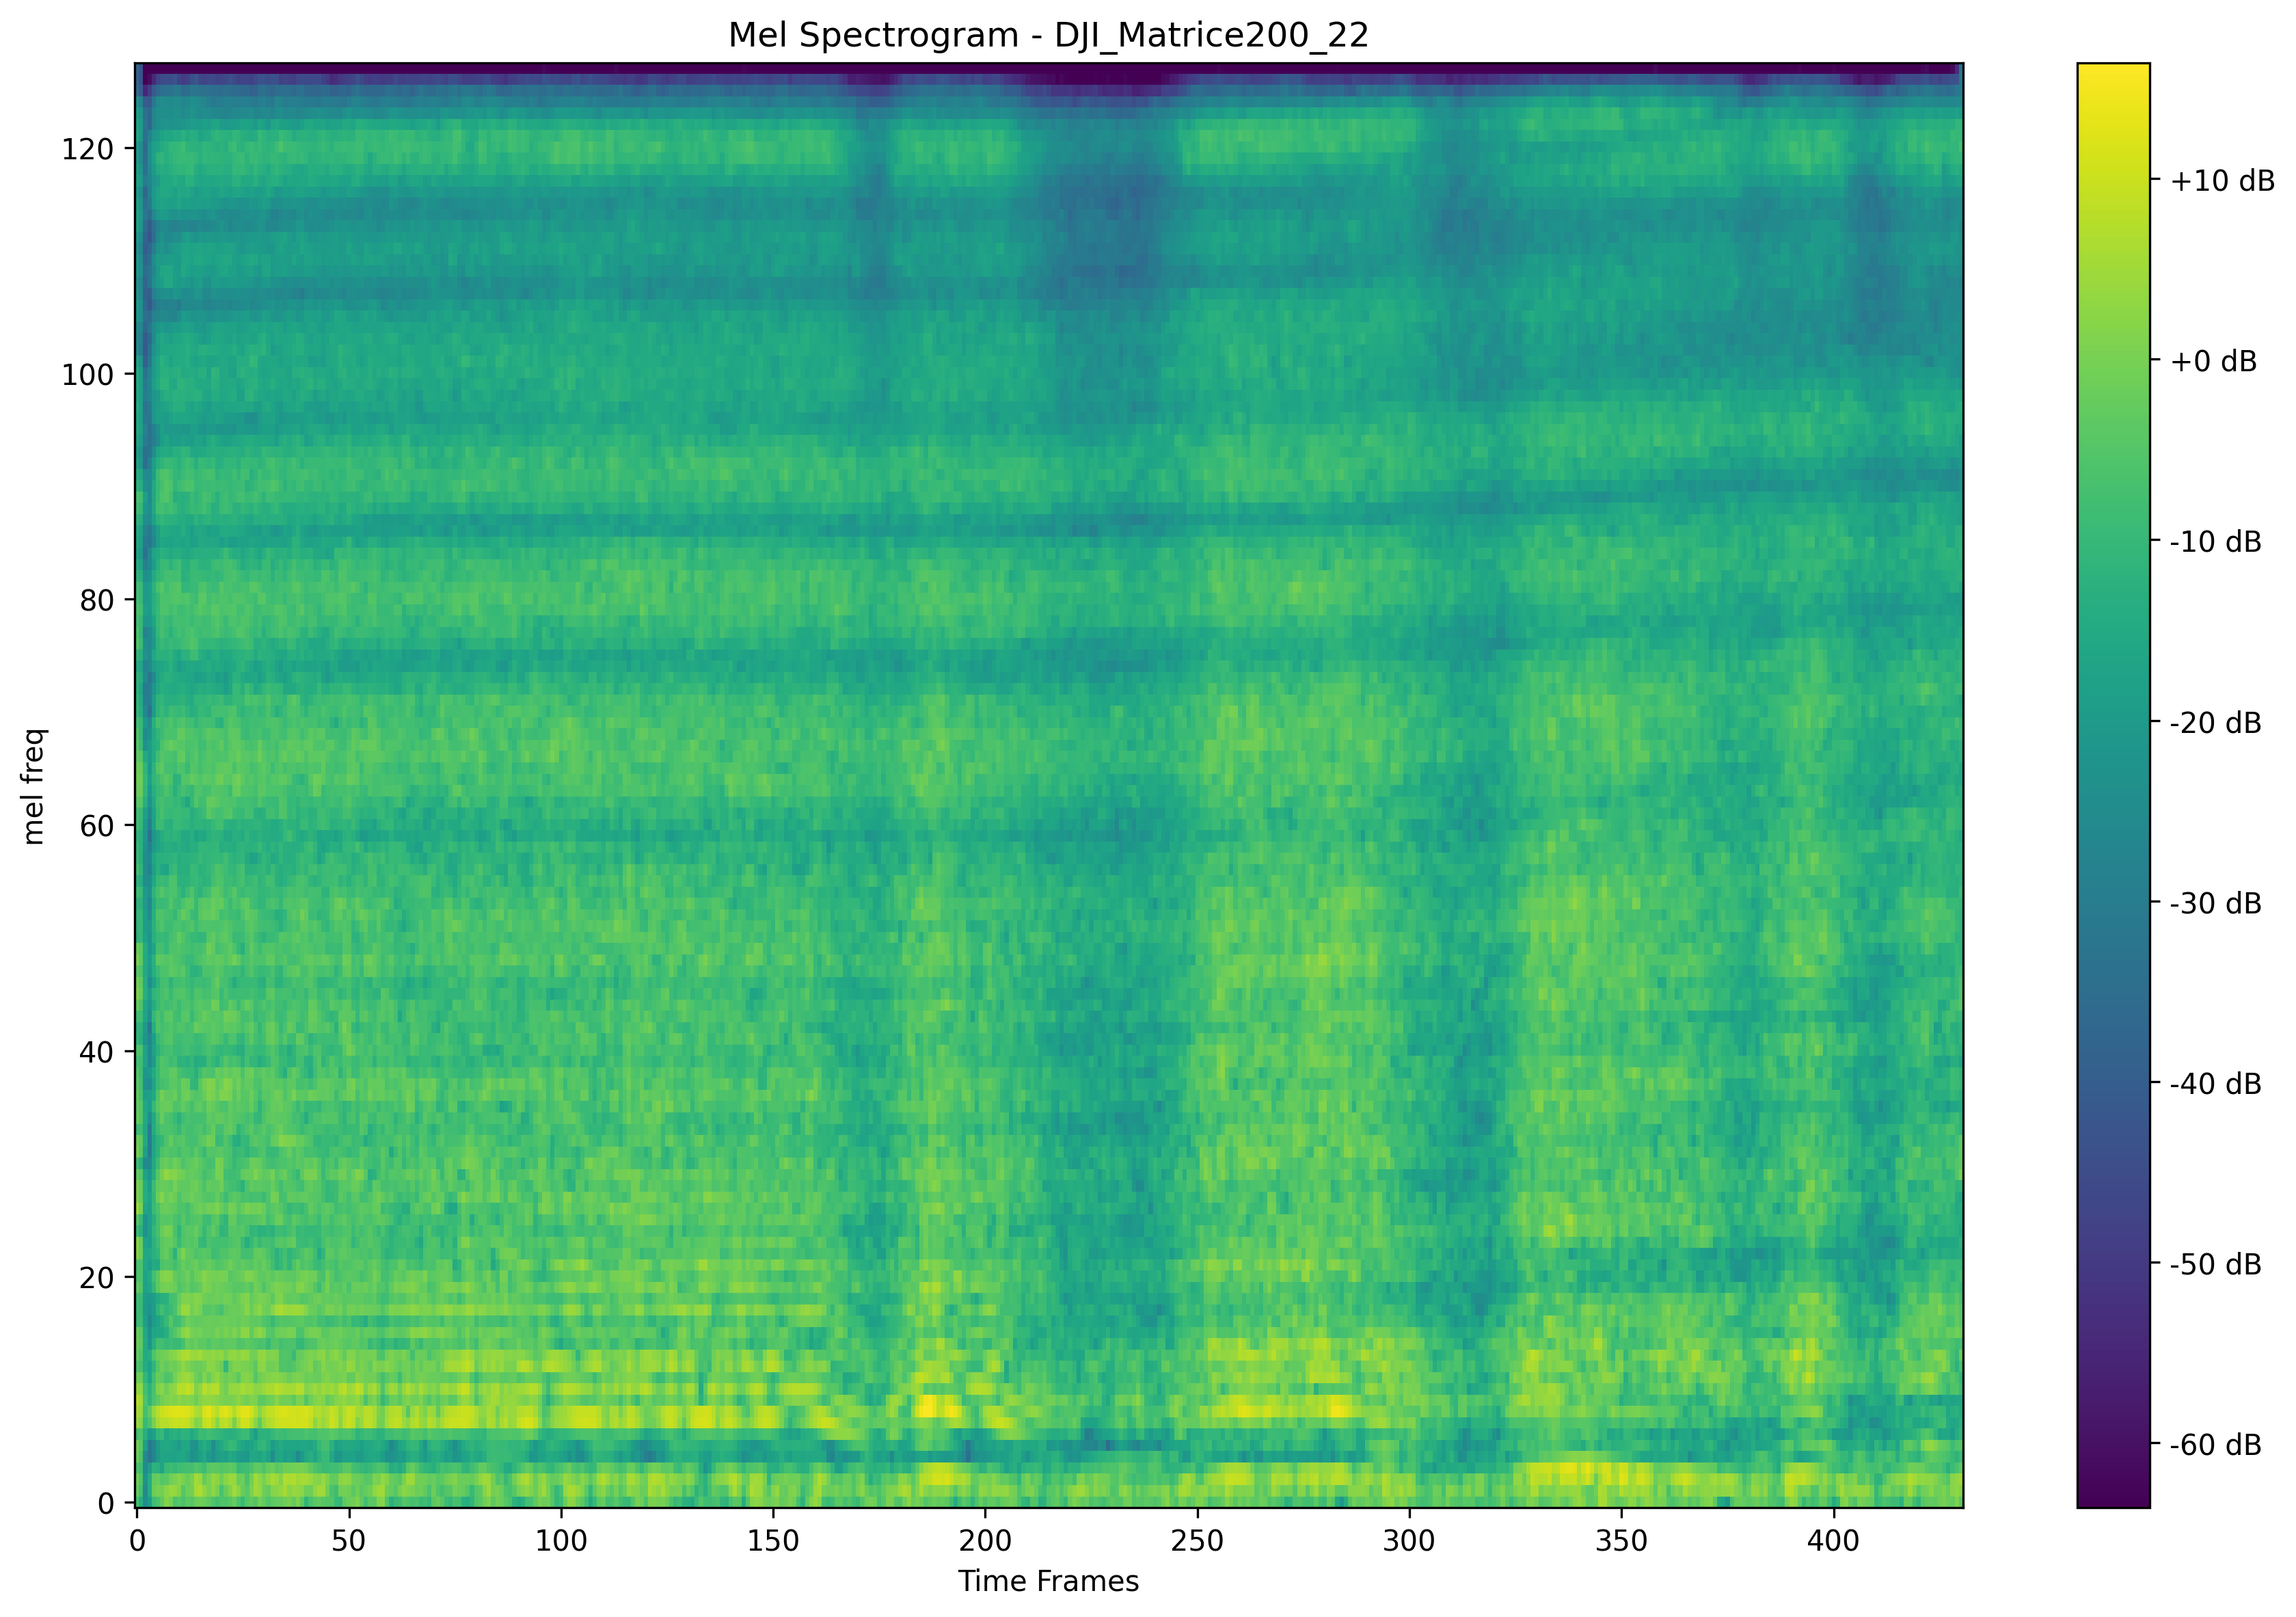 Mel Spectrogram - DJI_Matrice200_22
mel freq
120
100
80
60
40
20
0
0 50 100 150 200 250 300 350 400
Time Frames
+10 dB
+0 dB
-10 dB
-20 dB
-30 dB
-40 dB
-50 dB
-60 dB